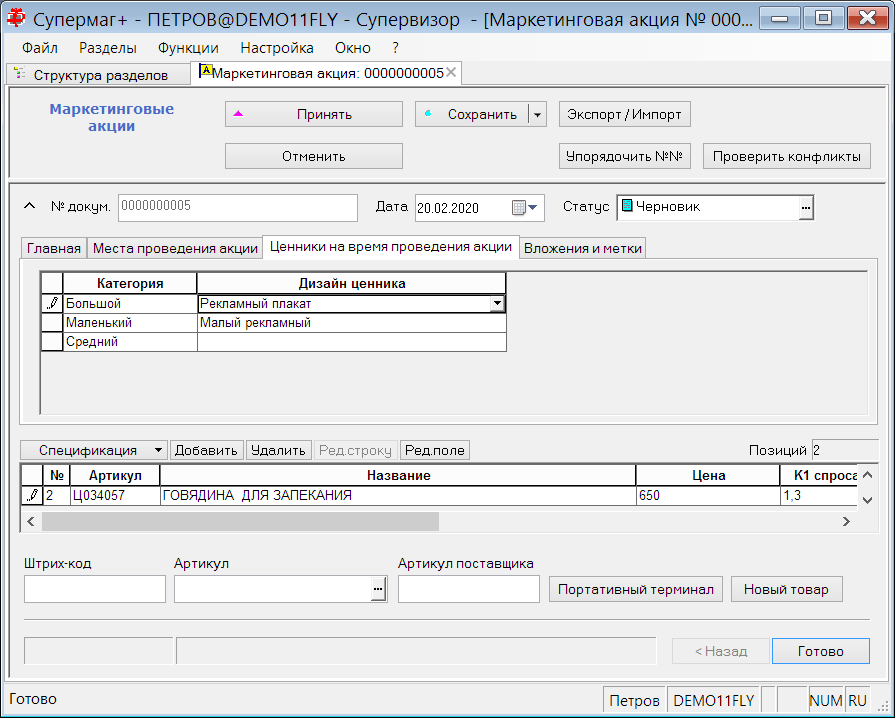 Супермаг+ - ПЕТРОВ@DEMO11FLY - Супервизор - [Маркетинговая акция № 000...
Файл Разделы Функции Настройка Окно ?
Структура разделов Маркетинговая акция: 0000000005
Маркетинговые акции
Принять Сохранить Экспорт / Импорт
Отменить Упорядочить №№ Проверить конфликты
№ докум. 0000000005 Дата 20.02.2020 Статус Черновик ...
Главная Места проведения акции Ценники на время проведения акции Вложения и метки
Категория Дизайн ценника
Большой Рекламный плакат
Маленький Малый рекламный
Средний
Спецификация Добавить Удалить Ред.строку Ред.поле Позиций 2
№ Артикул Название Цена К1 спроса
2 Ц034057 ГОВЯДИНА ДЛЯ ЗАПЕКАНИЯ 650 1,3
Штрих-код Артикул Артикул поставщика
... Портативный терминал Новый товар
< Назад Готово
Готово Петров DEMO11FLY NUM RU